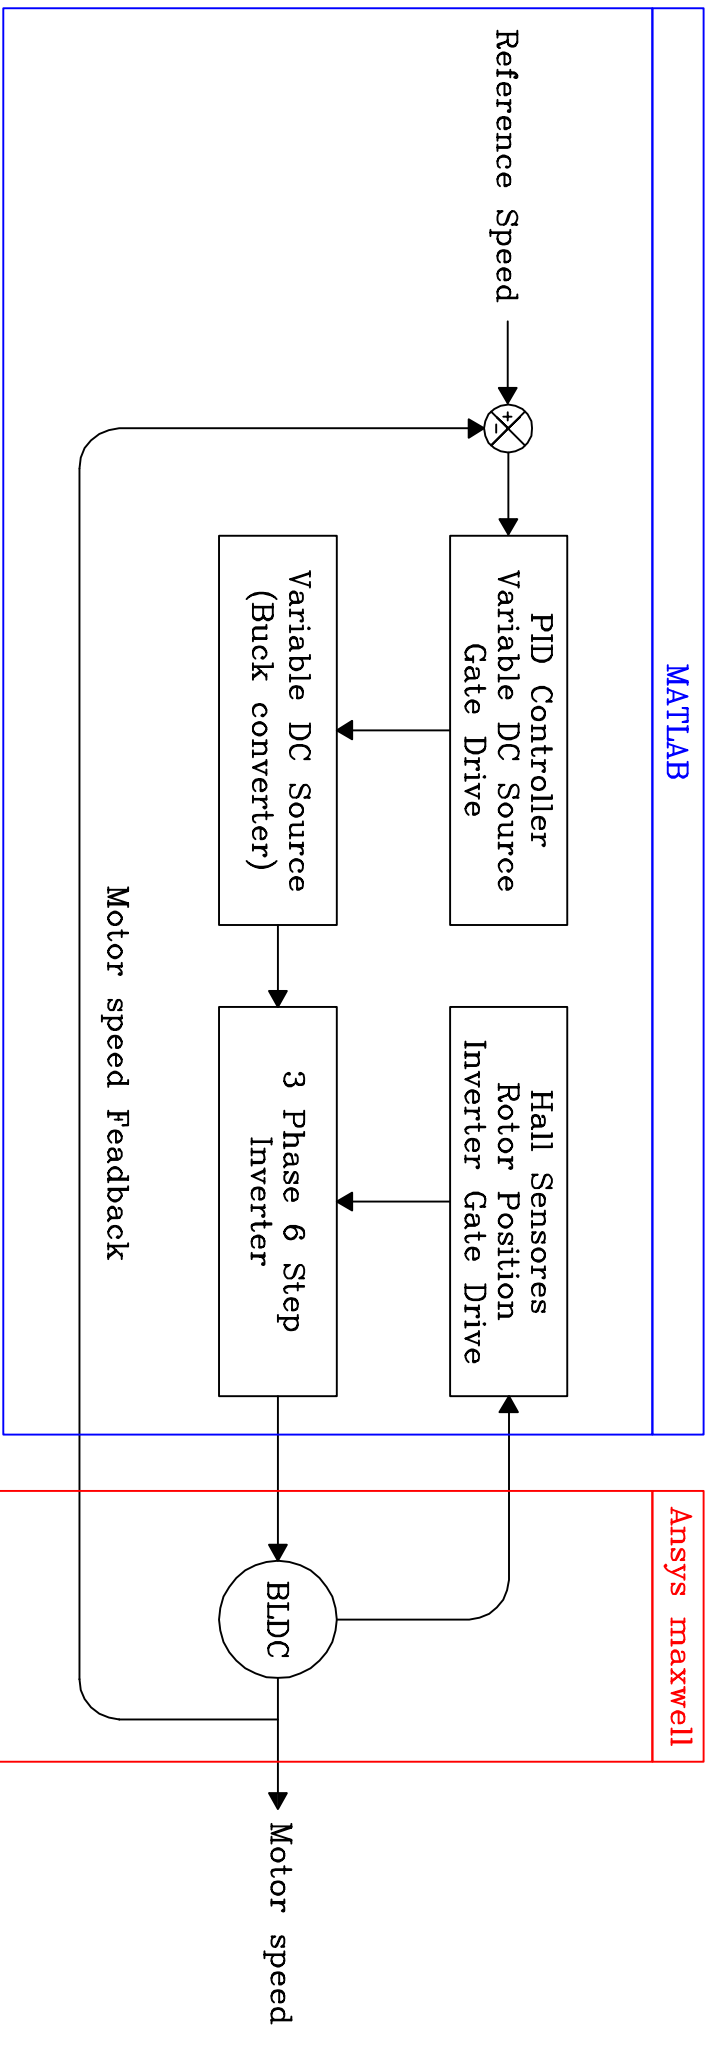 MATLAB
Ansys maxwell
Reference Speed
+
−
PID Controller
Variable DC Source
Gate Drive
Hall Sensores
Rotor Position
Inverter Gate Drive
Variable DC Source
(Buck converter)
3 Phase 6 Step
Inverter
BLDC
Motor speed
Motor speed Feadback